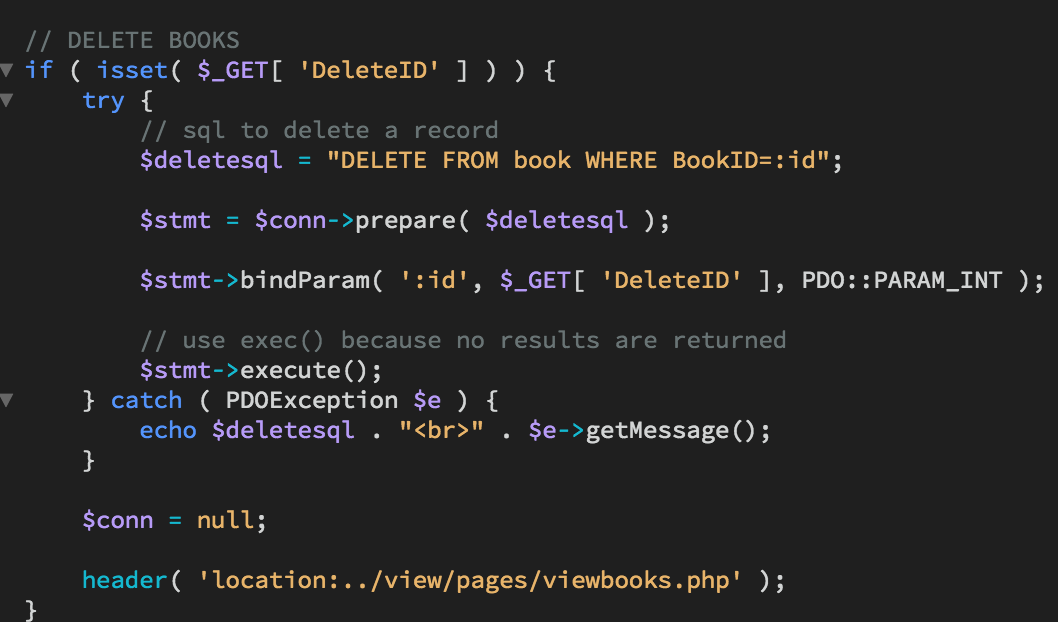 // DELETE BOOKS
if ( isset( $_GET[ 'DeleteID' ] ) ) {
try {
// sql to delete a record
$deletesql = "DELETE FROM book WHERE BookID=:id";
$stmt = $conn->prepare( $deletesql );
$stmt->bindParam( ':id', $_GET[ 'DeleteID' ], PDO::PARAM_INT );
// use exec() because no results are returned
$stmt->execute();
} catch ( PDOException $e ) {
echo $deletesql . "<br>" . $e->getMessage();
}
$conn = null;
header( 'location:../view/pages/viewbooks.php' );
}